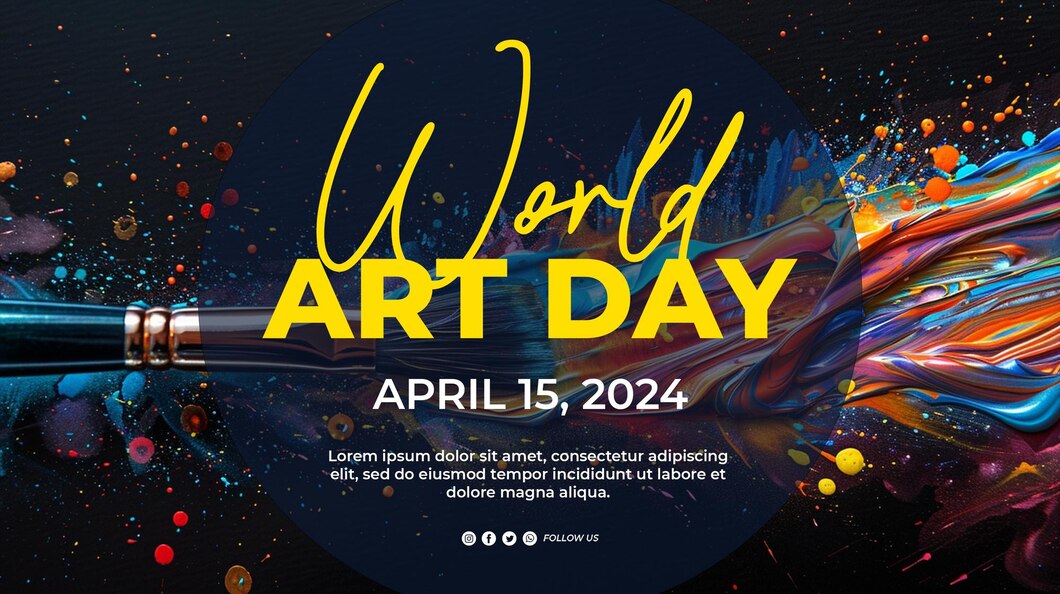 World
ART DAY
APRIL 15, 2024
Lorem ipsum dolor sit amet, consectetur adipiscing
elit, sed do eiusmod tempor incididunt ut labore et
dolore magna aliqua.
FOLLOW US